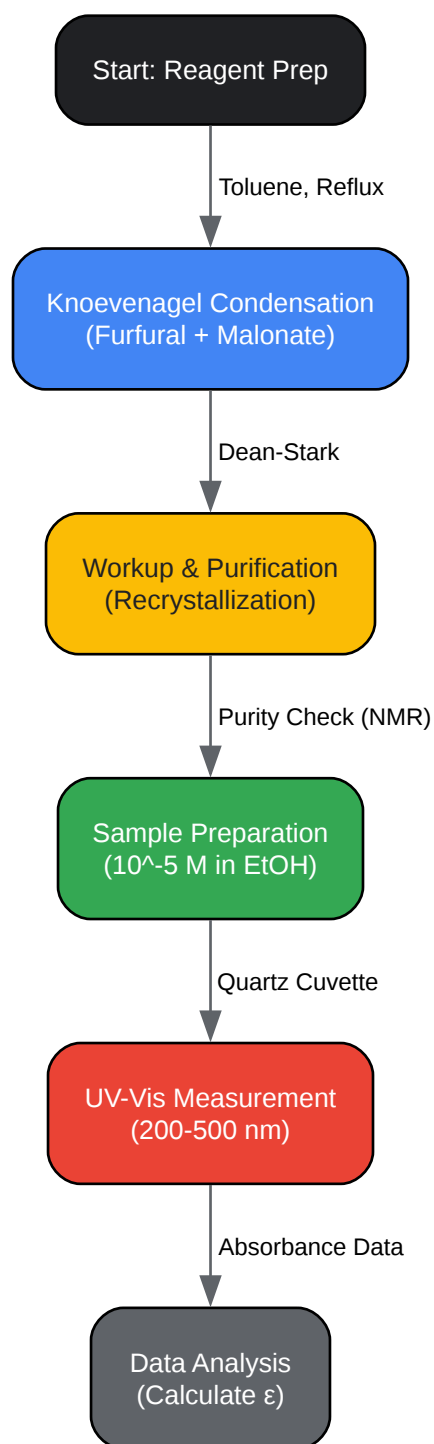 Start: Reagent Prep
Toluene, Reflux
Knoevenagel Condensation
(Furfural + Malonate)
Dean-Stark
Workup & Purification
(Recrystallization)
Purity Check (NMR)
Sample Preparation
(10^-5 M in EtOH)
Quartz Cuvette
UV-Vis Measurement
(200-500 nm)
Absorbance Data
Data Analysis
(Calculate ε)